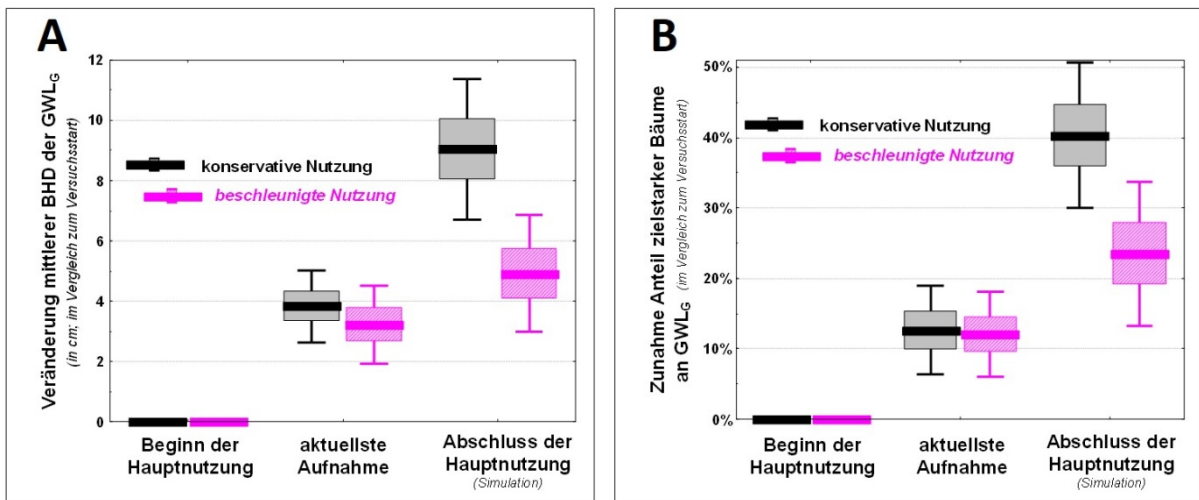 A
Veränderung mittlerer BHD der GWLG
(in cm; im Vergleich zum Versuchsstart)
12
10
8
6
4
2
0
konservative Nutzung
beschleunigte Nutzung
Beginn der
Hauptnutzung
aktuellste
Aufnahme
Abschluss der
Hauptnutzung
(Simulation)
B
Zunahme Anteil zielstarker Bäume
an GWLG (im Vergleich zum Versuchsstart)
50%
40%
30%
20%
10%
0%
konservative Nutzung
beschleunigte Nutzung
Beginn der
Hauptnutzung
aktuellste
Aufnahme
Abschluss der
Hauptnutzung
(Simulation)